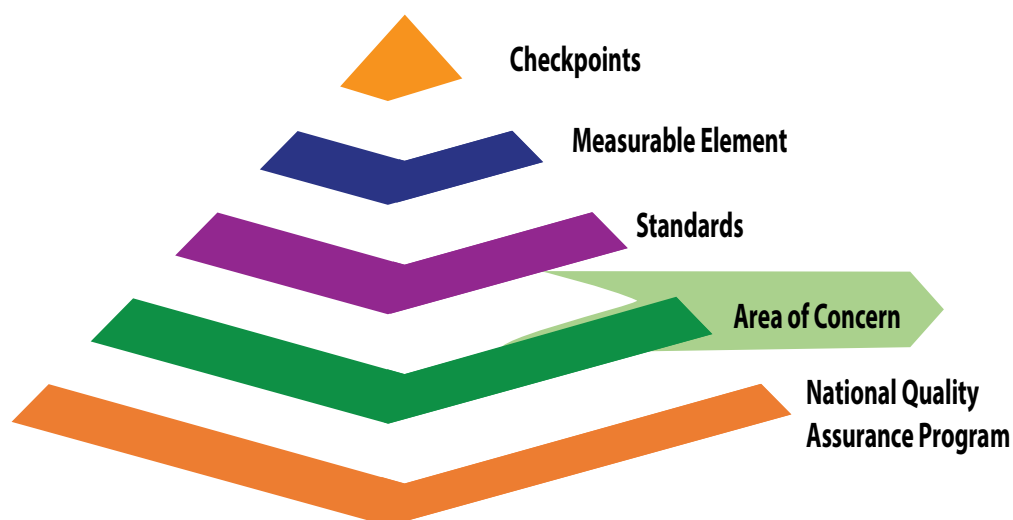 Checkpoints
Measurable Element
Standards
Area of Concern
National Quality
Assurance Program